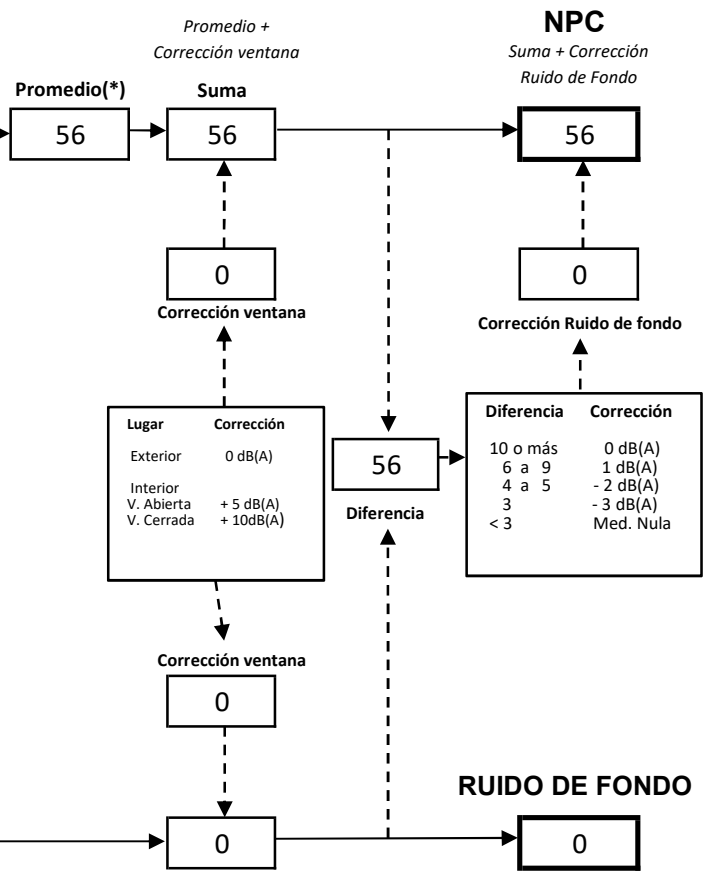 Promedio +
Corrección ventana
NPC
Suma + Corrección
Ruido de Fondo
Promedio(*)
Suma
56
56
56
0
Corrección ventana
0
Corrección Ruido de fondo
Lugar Corrección
Exterior 0 dB(A)
Interior
V. Abierta + 5 dB(A)
V. Cerrada + 10dB(A)
56
Diferencia
Diferencia Corrección
10 o más 0 dB(A)
6 a 9 1 dB(A)
4 a 5 - 2 dB(A)
3 - 3 dB(A)
< 3 Med. Nula
Corrección ventana
0
RUIDO DE FONDO
0
0